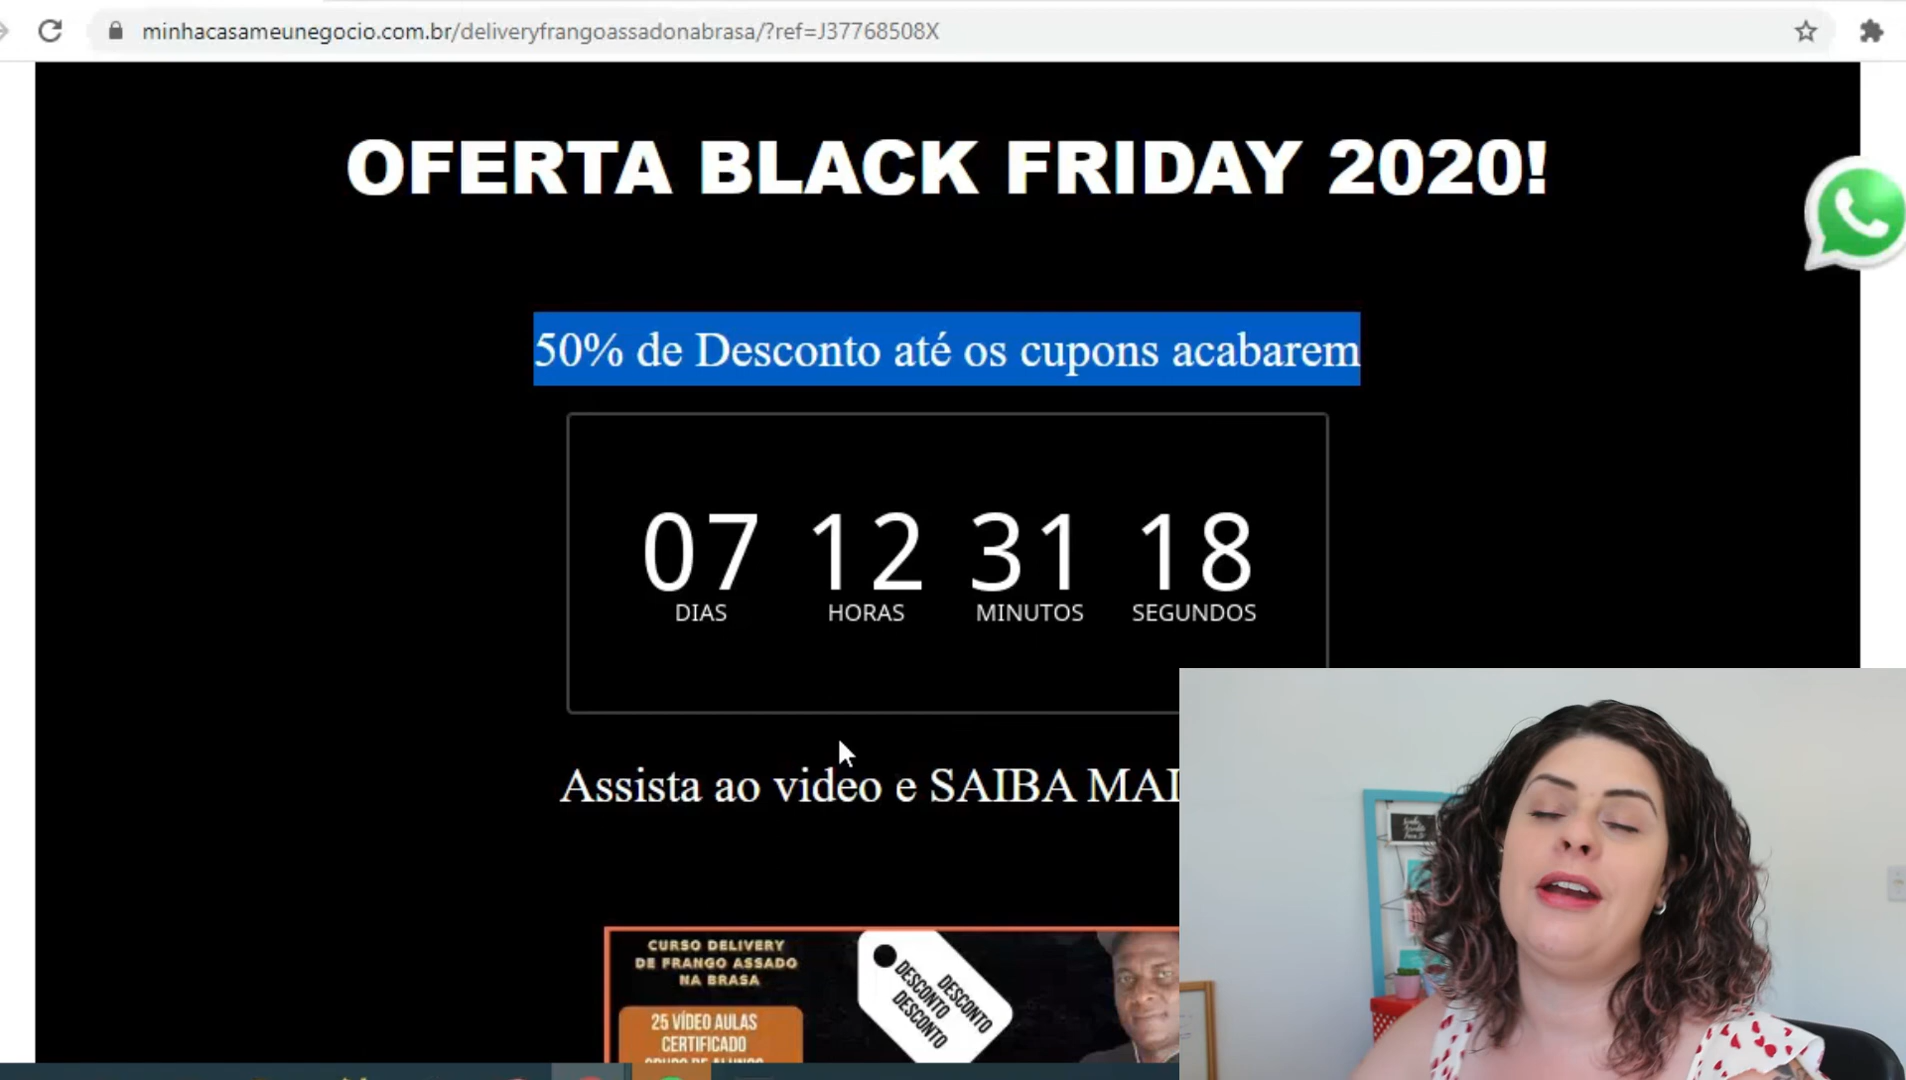 minhacasameunegocio.com.br/deliveryfrangoassadonabrasa/?ref=J37768508X
OFERTA BLACK FRIDAY 2020!
50% de Desconto até os cupons acabarem
07 12 31 18
DIAS HORAS MINUTOS SEGUNDOS
Assista ao video e SAIBA MAI
CURSO DELIVERY
DE FRANGO ASSADO
NA BRASA
DESCONTO
DESCONTO
DESCONTO
25 VÍDEO AULAS
CERTIFICADO